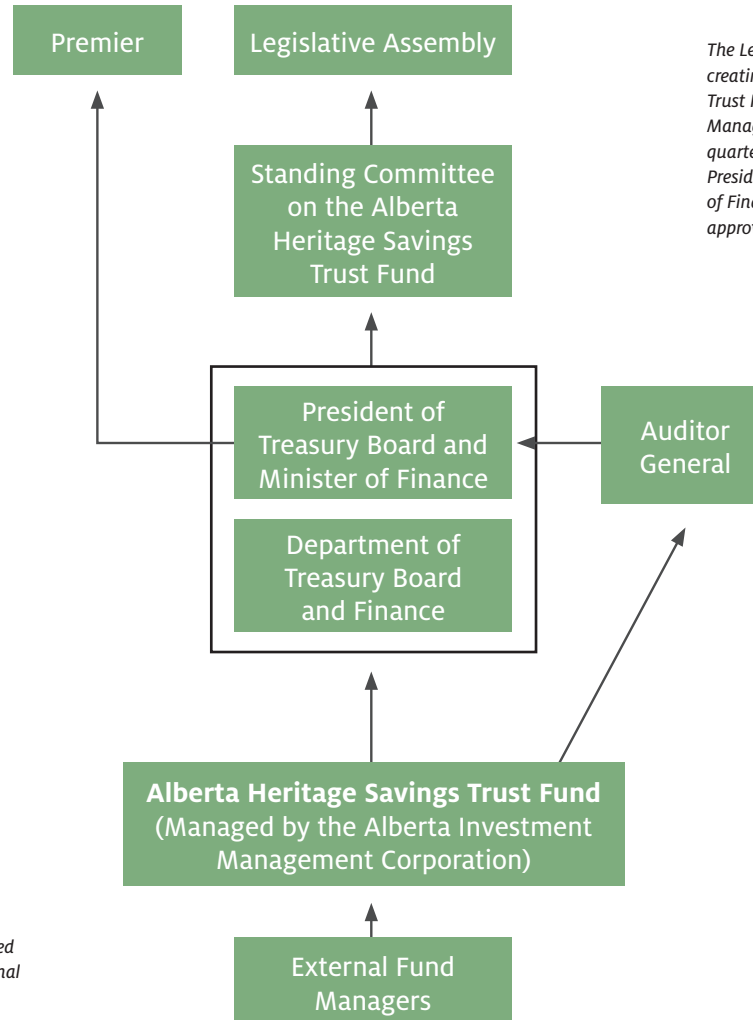 Premier
Legislative Assembly
The Le
creatin
Trust
Manag
quarte
Presid
of Fina
approv
Standing Committee
on the Alberta
Heritage Savings
Trust Fund
President of
Treasury Board and
Minister of Finance
Auditor
General
Department of
Treasury Board
and Finance
Alberta Heritage Savings Trust Fund
(Managed by the Alberta Investment
Management Corporation)
ed
nal
External Fund
Managers